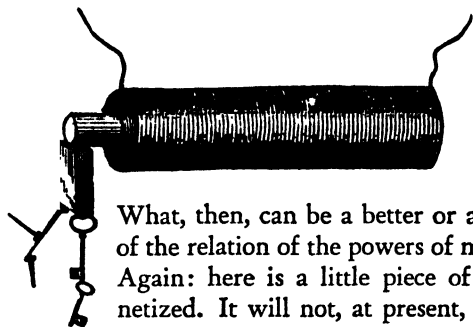 What, then, can be a better or a
of the relation of the powers of
Again: here is a little piece of
netized. It will not, at present,